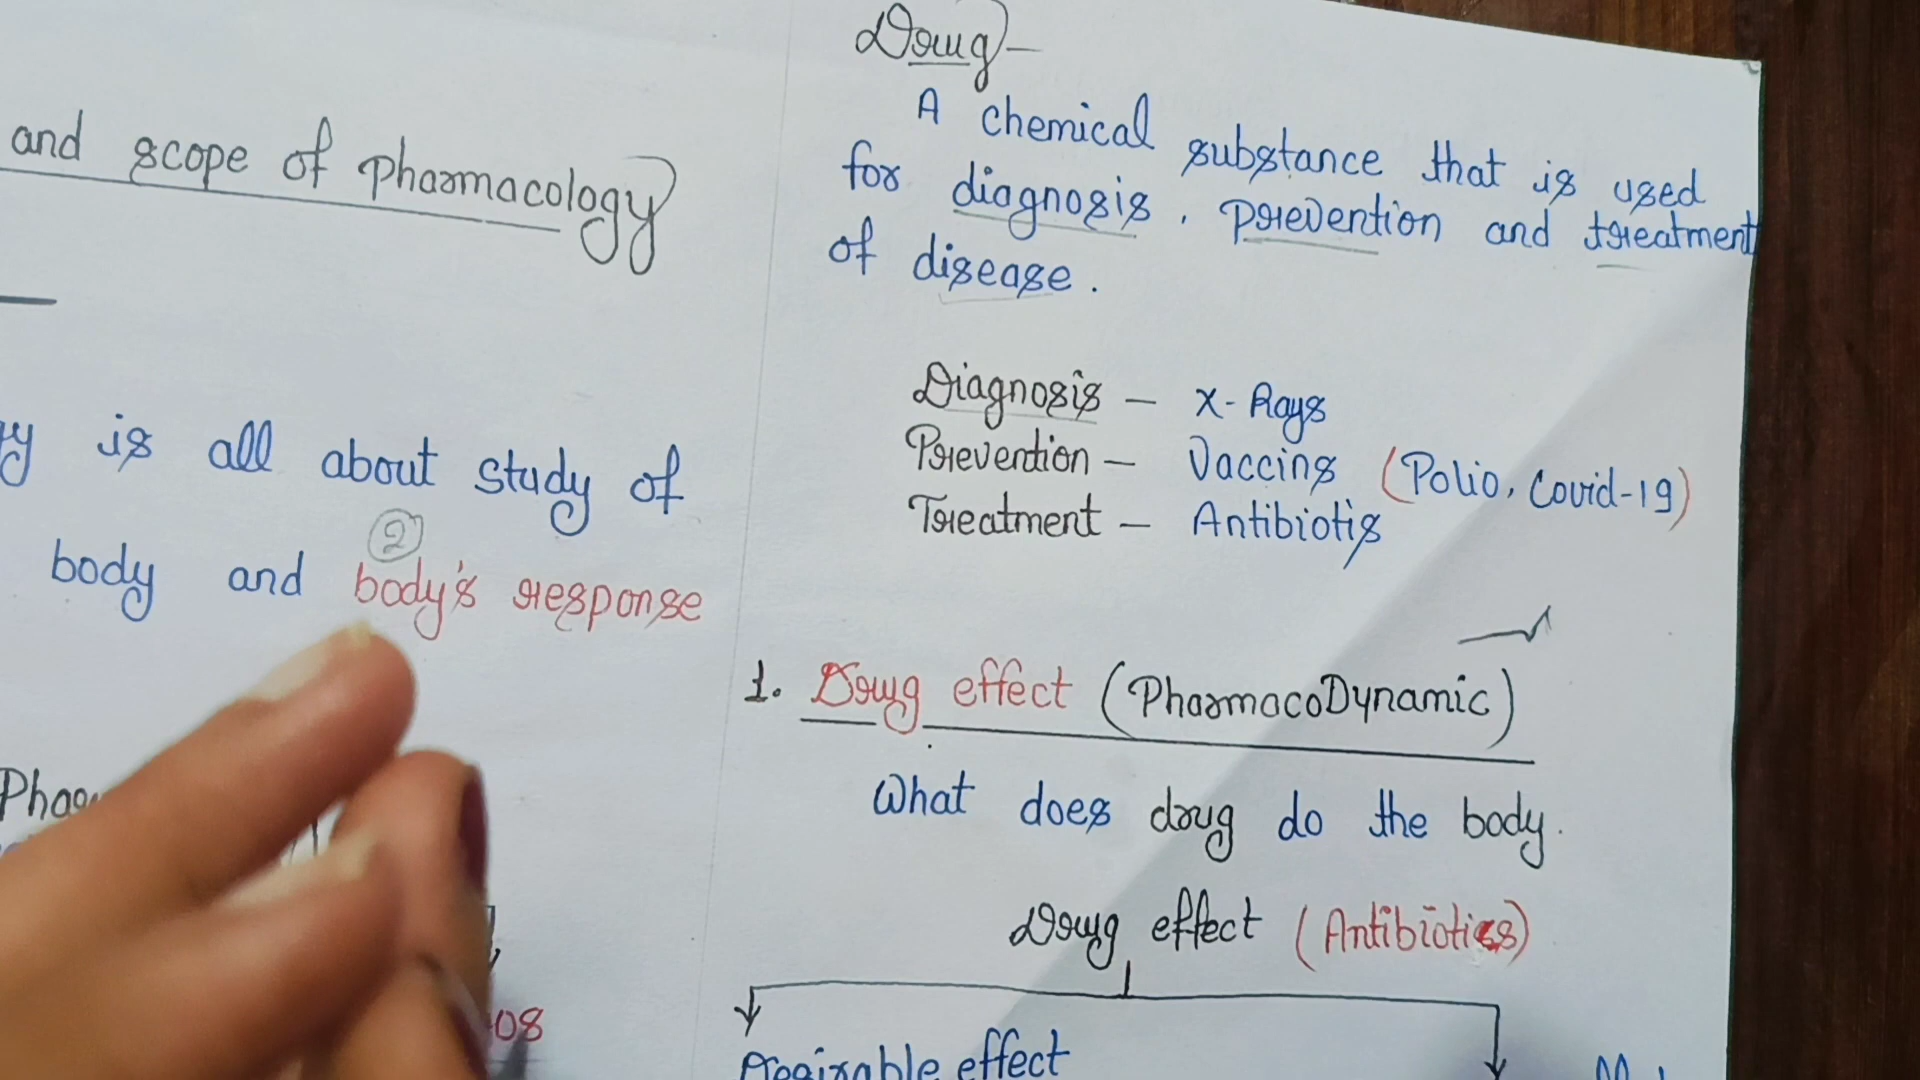 and scope of pharmacology
is all about study of
2
body and body's response
08
Drug –
A chemical substance that is used
for diagnosis, prevention and treatment
of disease.
Diagnosis – X-Rays
Prevention – Vaccins (Polio, Covid-19)
Treatment – Antibiotis
1. Drug effect (PharmacoDynamic)
What does drug do the body.
Drug effect (Antibiotics)
effect